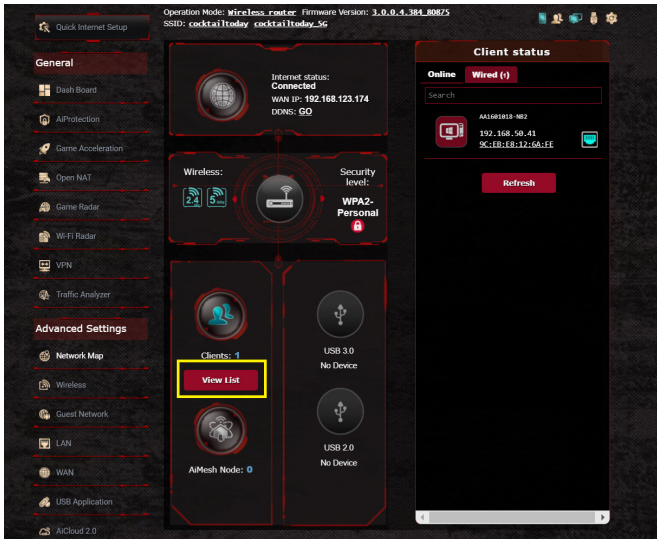 Operation Mode: Wireless router Firmware Version: 3.0.0.4.384_80875
SSID: cocktailtoday cocktailtoday_5G
Quick Internet Setup
General
Dash Board
AiProtection
Game Acceleration
Open NAT
Game Radar
Wi-Fi Radar
VPN
Traffic Analyzer
Advanced Settings
Network Map
Wireless
Guest Network
LAN
WAN
USB Application
AiCloud 2.0
Internet status:
Connected
WAN IP: 192.168.123.174
DDNS: GO
Wireless:
2.4
5
Security
level:
WPA2-
Personal
Clients: 1
View List
AiMesh Node: 0
USB 3.0
No Device
USB 2.0
No Device
Client status
Online Wired (1)
Search
AA1601018-NB2
192.168.50.41
9C:EB:E8:12:6A:FE
Refresh